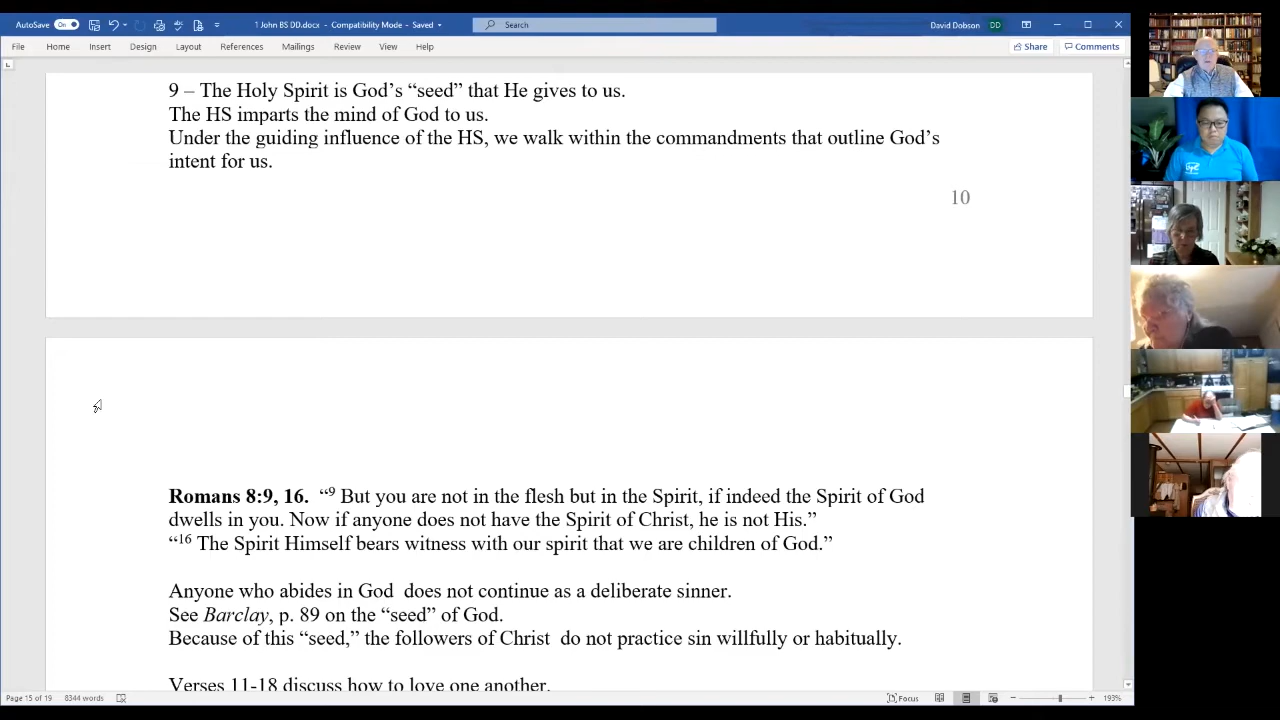 AutoSave On 1 John BS DD.docx - Compatibility Mode - Saved Search David Dobson DD
File Home Insert Design Layout References Mailings Review View Help Share Comments
9 – The Holy Spirit is God’s “seed” that He gives to us.
The HS imparts the mind of God to us.
Under the guiding influence of the HS, we walk within the commandments that outline God’s
intent for us.
10
Romans 8:9, 16. “9 But you are not in the flesh but in the Spirit, if indeed the Spirit of God
dwells in you. Now if anyone does not have the Spirit of Christ, he is not His.”
“16 The Spirit Himself bears witness with our spirit that we are children of God.”
Anyone who abides in God does not continue as a deliberate sinner.
See Barclay, p. 89 on the “seed” of God.
Because of this “seed,” the followers of Christ do not practice sin willfully or habitually.
Verses 11-18 discuss how to love one another.
Page 15 of 19 8344 words Focus 193%